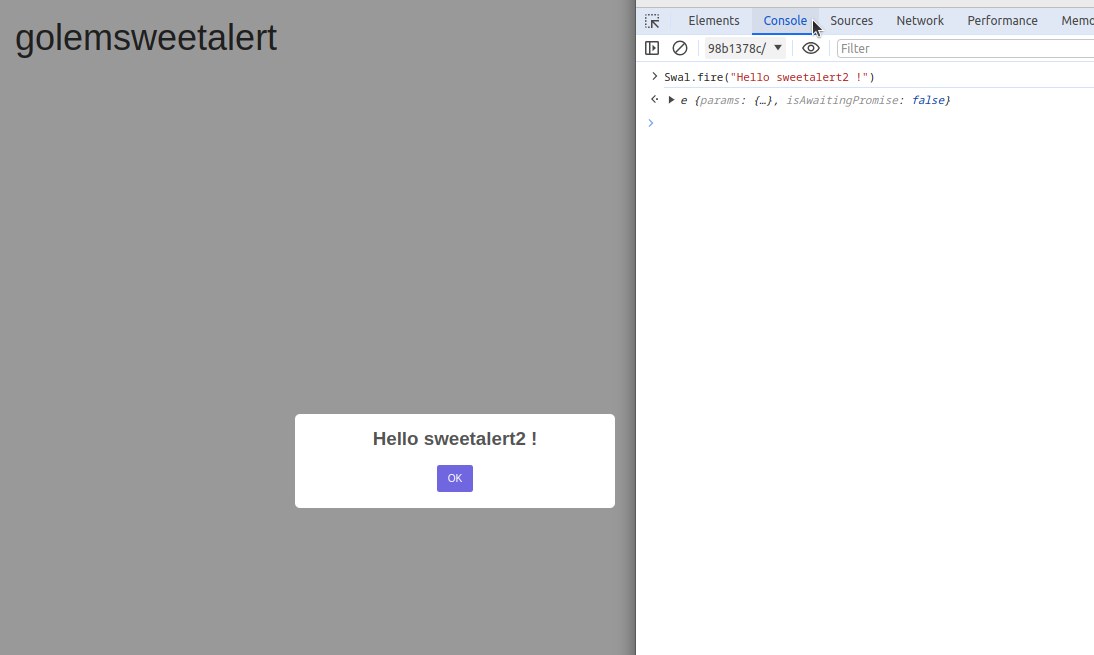 golemsweetalert
Hello sweetalert2 !
OK
Elements Console Sources Network Performance Memo
98b1378c/ ▼ Filter
> Swal.fire("Hello sweetalert2 !")
<· ▶ e {params: {…}, isAwaitingPromise: false}
>